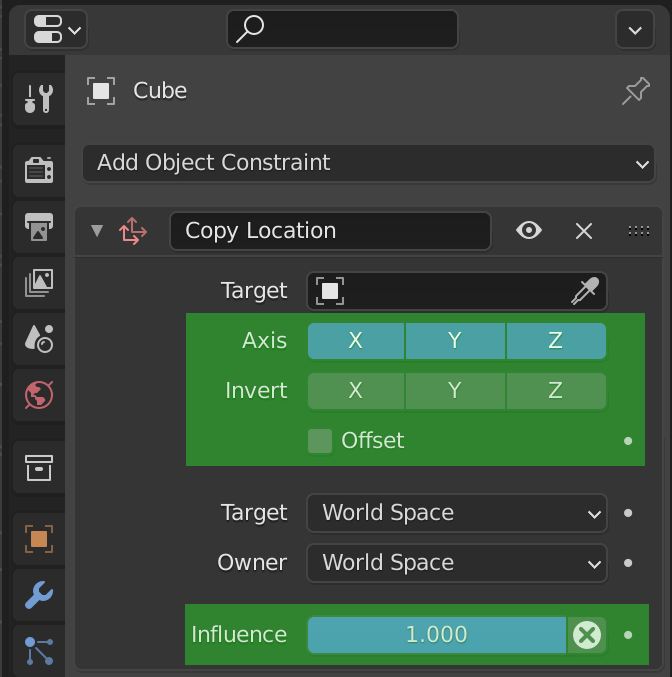 Cube
Add Object Constraint
Copy Location
Target
Axis X Y Z
Invert X Y Z
Offset
Target World Space
Owner World Space
Influence 1.000